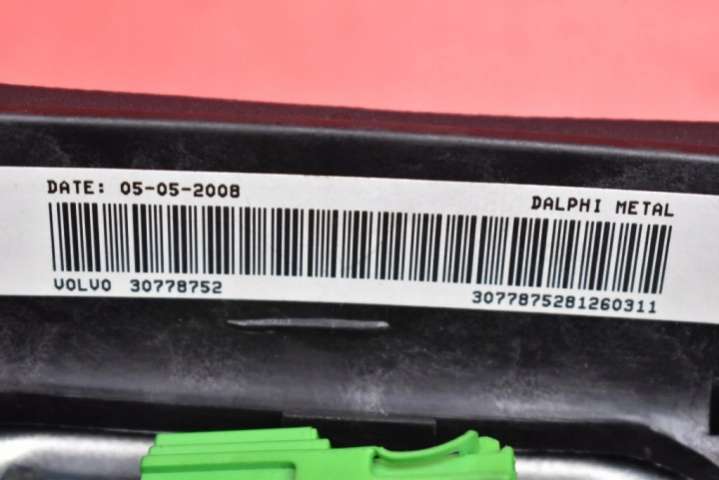 DATE: 05-05-2008
DALPHI METAL
VOLVO 30778752
3077875281260311